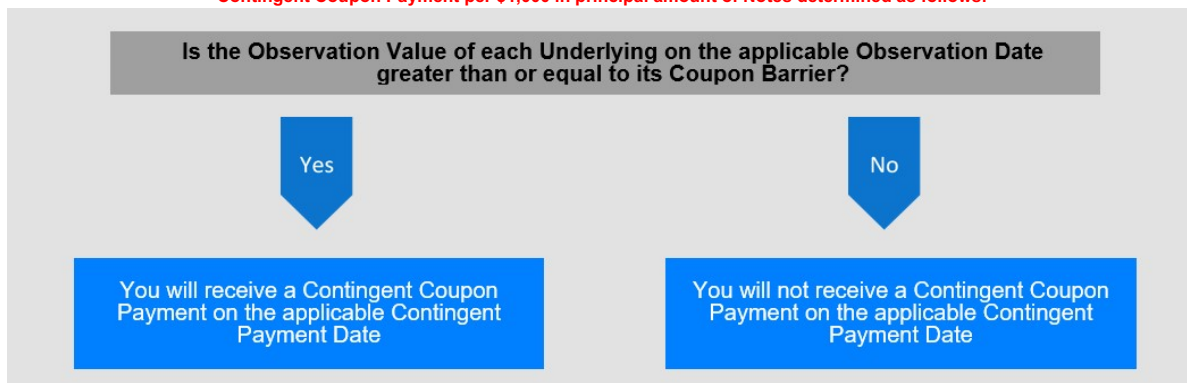 Contingent Coupon Payment per $1,000 in principal amount of Notes determined as follows:
Is the Observation Value of each Underlying on the applicable Observation Date
greater than or equal to its Coupon Barrier?
Yes
No
You will receive a Contingent Coupon
Payment on the applicable Contingent
Payment Date
You will not receive a Contingent Coupon
Payment on the applicable Contingent
Payment Date